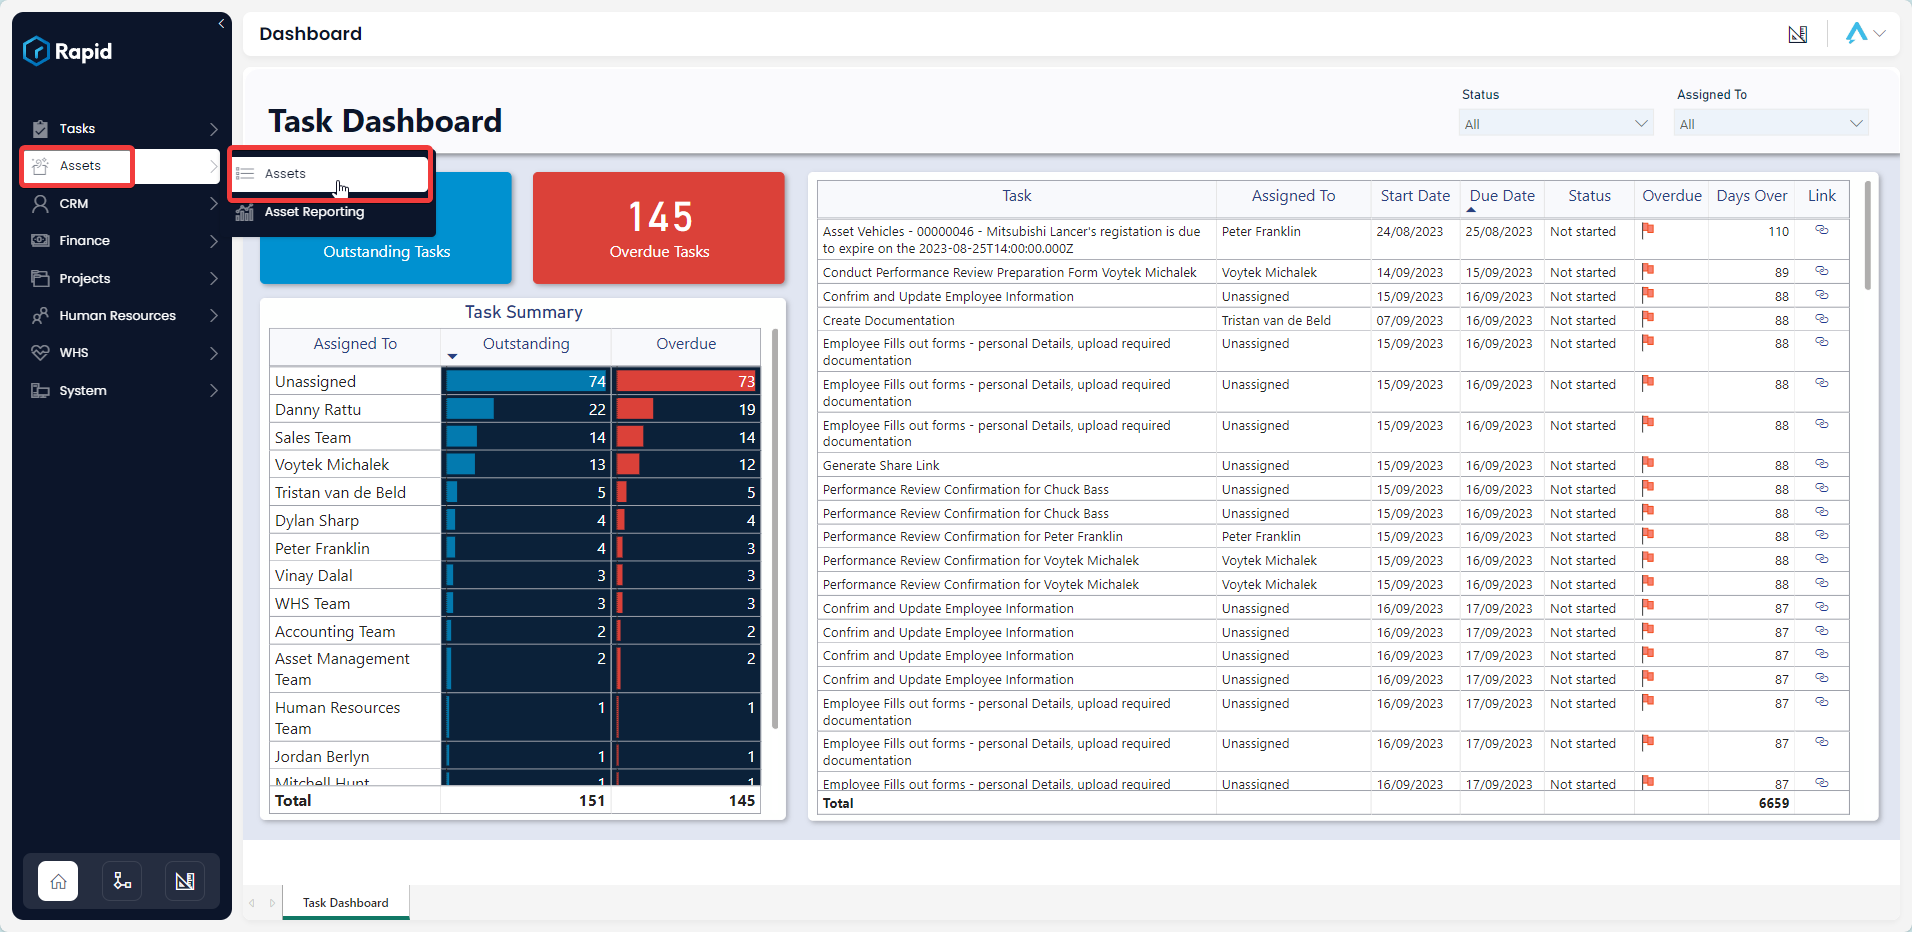 Rapid
Tasks
Assets
CRM
Finance
Projects
Human Resources
WHS
System
Assets
Asset Reporting
Dashboard
Task Dashboard
Status
All
Assigned To
All
Outstanding Tasks
145
Overdue Tasks
Task Summary
Assigned To Outstanding Overdue
Unassigned 74 73
Danny Rattu 22 19
Sales Team 14 14
Voytek Michalek 13 12
Tristan van de Beld 5 5
Dylan Sharp 4 4
Peter Franklin 4 3
Vinay Dalal 3 3
WHS Team 3 3
Accounting Team 2 2
Asset Management 2 2
Team
Human Resources 1 1
Team
Jordan Berlyn 1 1
Mitchell Hunt 1 1
Total 151 145
Task Assigned To Start Date Due Date Status Overdue Days Over Link
Asset Vehicles - 00000046 - Mitsubishi Lancer's registation is due Peter Franklin 24/08/2023 25/08/2023 Not started 110
to expire on the 2023-08-25T14:00:00.000Z
Conduct Performance Review Preparation Form Voytek Michalek Voytek Michalek 14/09/2023 15/09/2023 Not started 89
Confrim and Update Employee Information Unassigned 15/09/2023 16/09/2023 Not started 88
Create Documentation Tristan van de Beld 07/09/2023 16/09/2023 Not started 88
Employee Fills out forms - personal Details, upload required Unassigned 15/09/2023 16/09/2023 Not started 88
documentation
Employee Fills out forms - personal Details, upload required Unassigned 15/09/2023 16/09/2023 Not started 88
documentation
Employee Fills out forms - personal Details, upload required Unassigned 15/09/2023 16/09/2023 Not started 88
documentation
Generate Share Link Unassigned 15/09/2023 16/09/2023 Not started 88
Performance Review Confirmation for Chuck Bass Unassigned 15/09/2023 16/09/2023 Not started 88
Performance Review Confirmation for Chuck Bass Unassigned 15/09/2023 16/09/2023 Not started 88
Performance Review Confirmation for Peter Franklin Peter Franklin 15/09/2023 16/09/2023 Not started 88
Performance Review Confirmation for Voytek Michalek Voytek Michalek 15/09/2023 16/09/2023 Not started 88
Performance Review Confirmation for Voytek Michalek Voytek Michalek 15/09/2023 16/09/2023 Not started 88
Confrim and Update Employee Information Unassigned 16/09/2023 17/09/2023 Not started 87
Confrim and Update Employee Information Unassigned 16/09/2023 17/09/2023 Not started 87
Confrim and Update Employee Information Unassigned 16/09/2023 17/09/2023 Not started 87
Confrim and Update Employee Information Unassigned 16/09/2023 17/09/2023 Not started 87
Employee Fills out forms - personal Details, upload required Unassigned 16/09/2023 17/09/2023 Not started 87
documentation
Employee Fills out forms - personal Details, upload required Unassigned 16/09/2023 17/09/2023 Not started 87
documentation
Employee Fills out forms - personal Details, upload required Unassigned 16/09/2023 17/09/2023 Not started 87
Total 6659
Task Dashboard